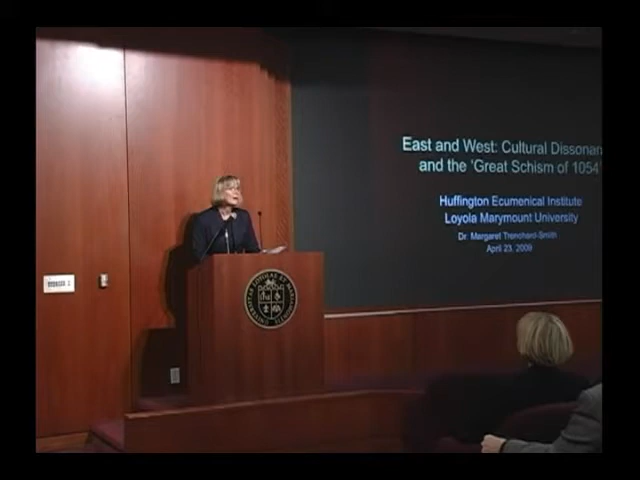 East and West: Cultural Dissonan
and the 'Great Schism of 1054'
Huffington Ecumenical Institute
Loyola Marymount University
Dr. Margaret Trenchard-Smith
April 23, 2009